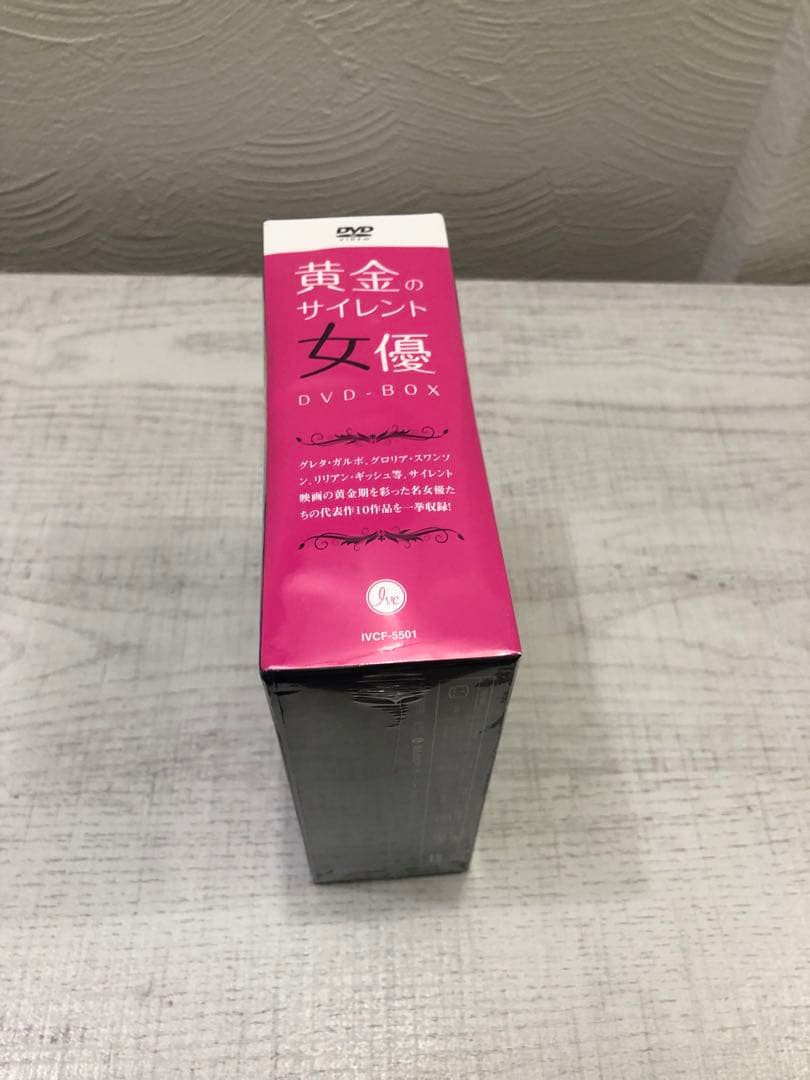 DVD
VIDEO
黄金の
サイレント
女優
DVD-BOX
グレタ・ガルボ、グロリア・スワンソ
ン、リリアン・ギッシュ等、サイレント
映画の黄金期を彩った名女優た
ちの代表作10作品を一挙収録!
Ivc
IVCF-5501